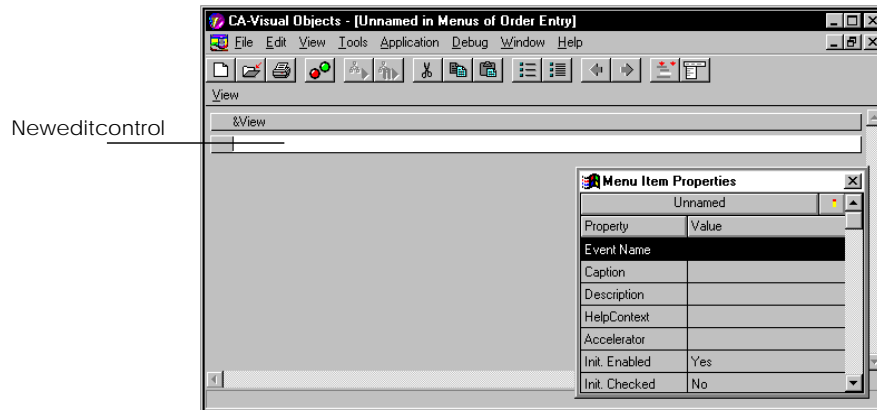 CA-Visual Objects - [Unnamed in Menus of Order Entry]
File Edit View Tools Application Debug Window Help
View
&View
Neweditcontrol
Menu Item Properties
Unnamed
Property Value
Event Name
Caption
Description
HelpContext
Accelerator
Init. Enabled Yes
Init. Checked No